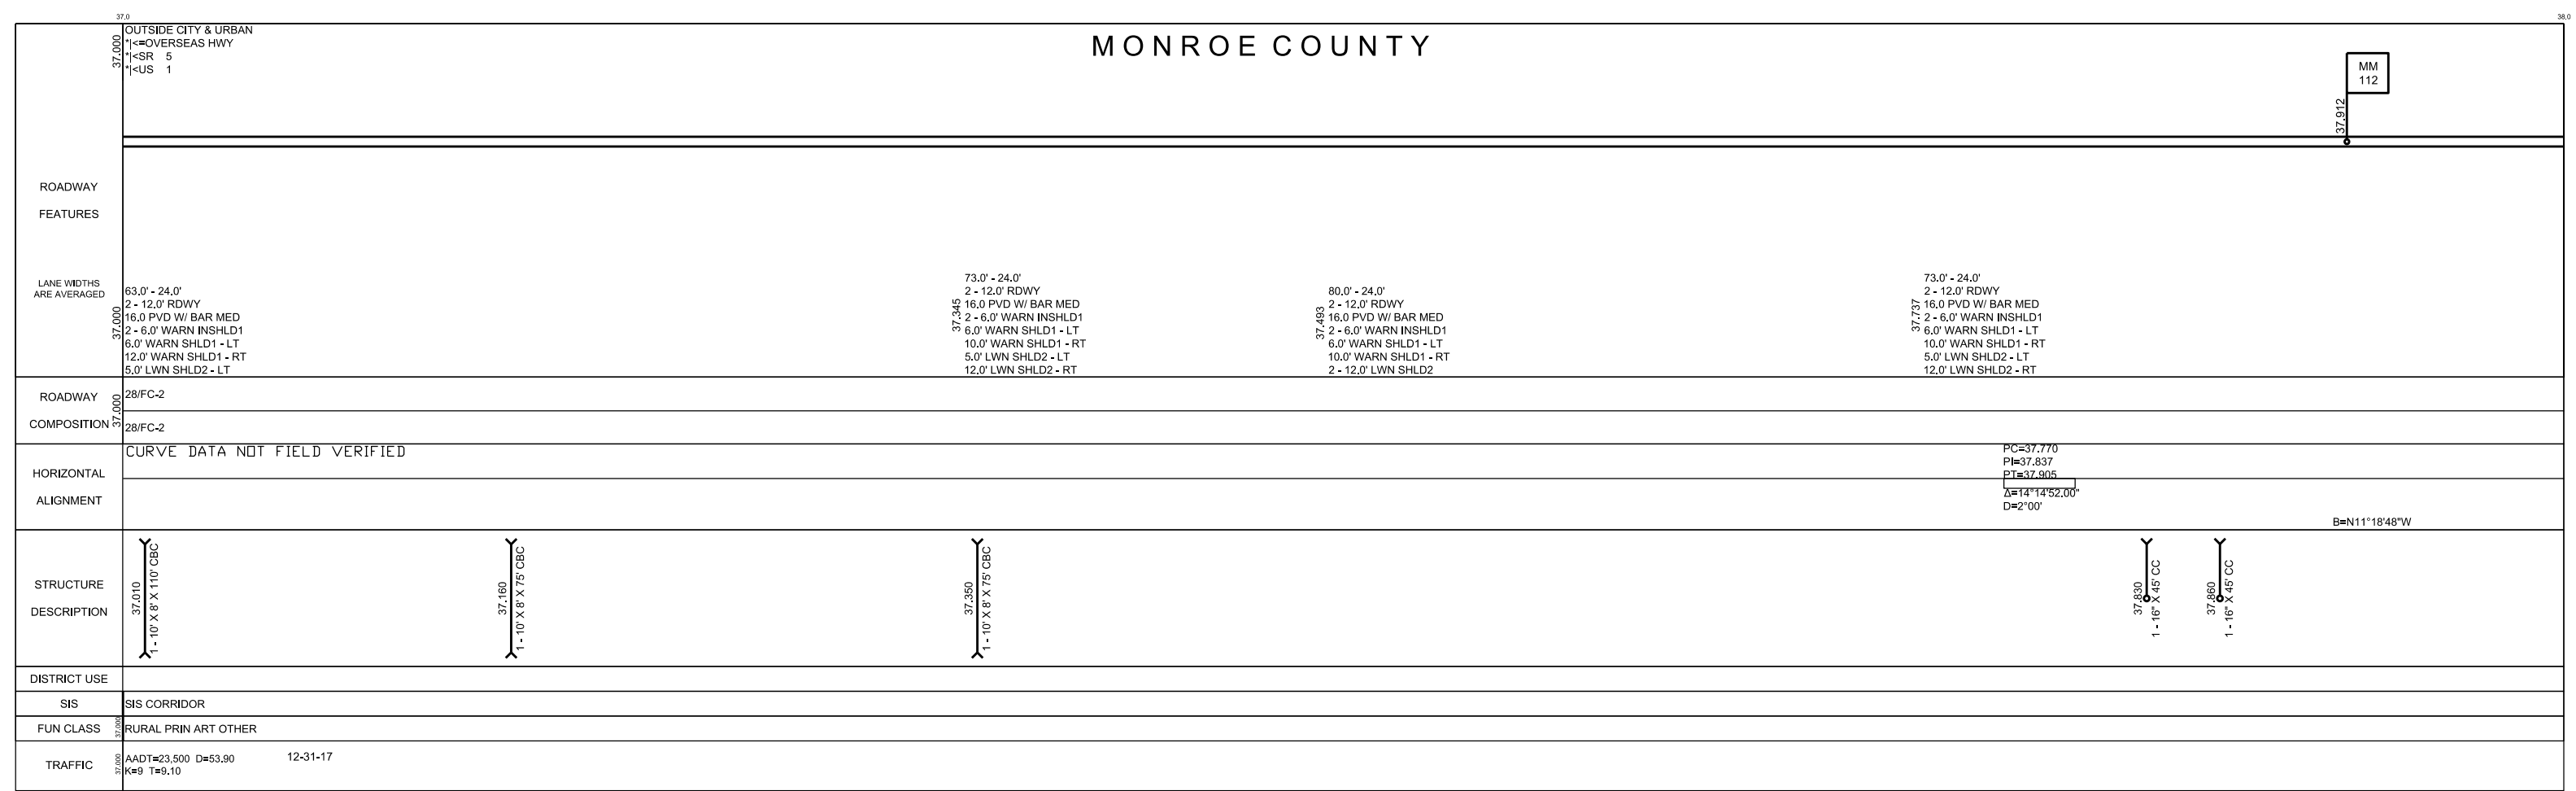 37.0
38.0
37.000
OUTSIDE CITY & URBAN
*|<=OVERSEAS HWY
*|<SR 5
*|<US 1
MONROE COUNTY
MM
112
37.912
ROADWAY
FEATURES
LANE WIDTHS
ARE AVERAGED
37.000
63.0' - 24.0'
2 - 12.0' RDWY
16.0 PVD W/ BAR MED
2 - 6.0' WARN INSHLD1
6.0' WARN SHLD1 - LT
12.0' WARN SHLD1 - RT
5.0' LWN SHLD2 - LT
37.345
73.0' - 24.0'
2 - 12.0' RDWY
16.0 PVD W/ BAR MED
2 - 6.0' WARN INSHLD1
6.0' WARN SHLD1 - LT
10.0' WARN SHLD1 - RT
5.0' LWN SHLD2 - LT
12.0' LWN SHLD2 - RT
37.493
80.0' - 24.0'
2 - 12.0' RDWY
16.0 PVD W/ BAR MED
2 - 6.0' WARN INSHLD1
6.0' WARN SHLD1 - LT
10.0' WARN SHLD1 - RT
2 - 12.0' LWN SHLD2
37.737
73.0' - 24.0'
2 - 12.0' RDWY
16.0 PVD W/ BAR MED
2 - 6.0' WARN INSHLD1
6.0' WARN SHLD1 - LT
10.0' WARN SHLD1 - RT
5.0' LWN SHLD2 - LT
12.0' LWN SHLD2 - RT
ROADWAY
COMPOSITION
37.000
28/FC-2
28/FC-2
HORIZONTAL
ALIGNMENT
CURVE DATA NOT FIELD VERIFIED
PC=37.770
PI=37.837
PT=37.905
Δ=14°14'52.00"
D=2°00'
B=N11°18'48"W
STRUCTURE
DESCRIPTION
37.010
1 - 10' X 8' X 110' CBC
37.160
1 - 10' X 8' X 75' CBC
37.350
1 - 10' X 8' X 75' CBC
37.830
1 - 16" X 45' CC
37.860
1 - 16" X 45' CC
DISTRICT USE
SIS
SIS CORRIDOR
FUN CLASS
37.000
RURAL PRIN ART OTHER
TRAFFIC
37.000
AADT=23,500 D=53.90
K=9 T=9.10
12-31-17